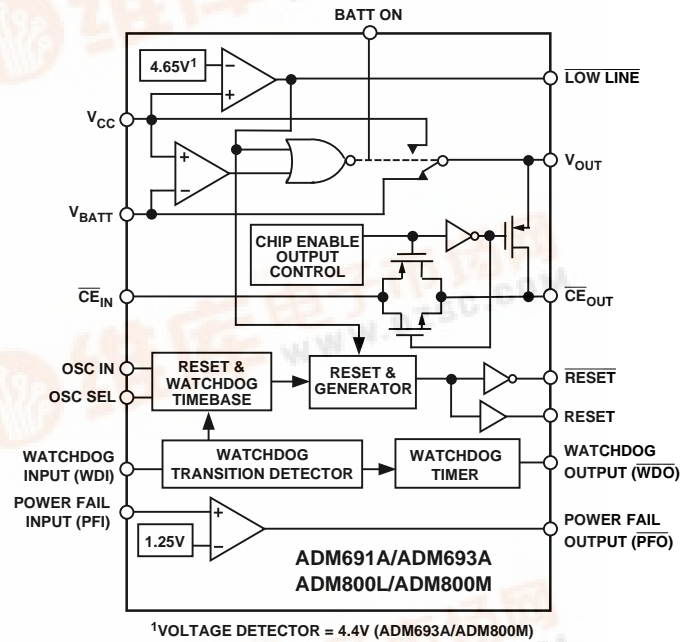 BATT ON
4.65V¹
LOW LINE
VCC
VOUT
VBATT
CHIP ENABLE
OUTPUT
CONTROL
CEIN
CEOUT
OSC IN
OSC SEL
RESET &
WATCHDOG
TIMEBASE
RESET &
GENERATOR
RESET
RESET
WATCHDOG
INPUT (WDI)
WATCHDOG
TRANSITION DETECTOR
WATCHDOG
TIMER
WATCHDOG
OUTPUT (WDO)
POWER FAIL
INPUT (PFI)
1.25V
POWER FAIL
OUTPUT (PFO)
ADM691A/ADM693A
ADM800L/ADM800M
¹VOLTAGE DETECTOR = 4.4V (ADM693A/ADM800M)